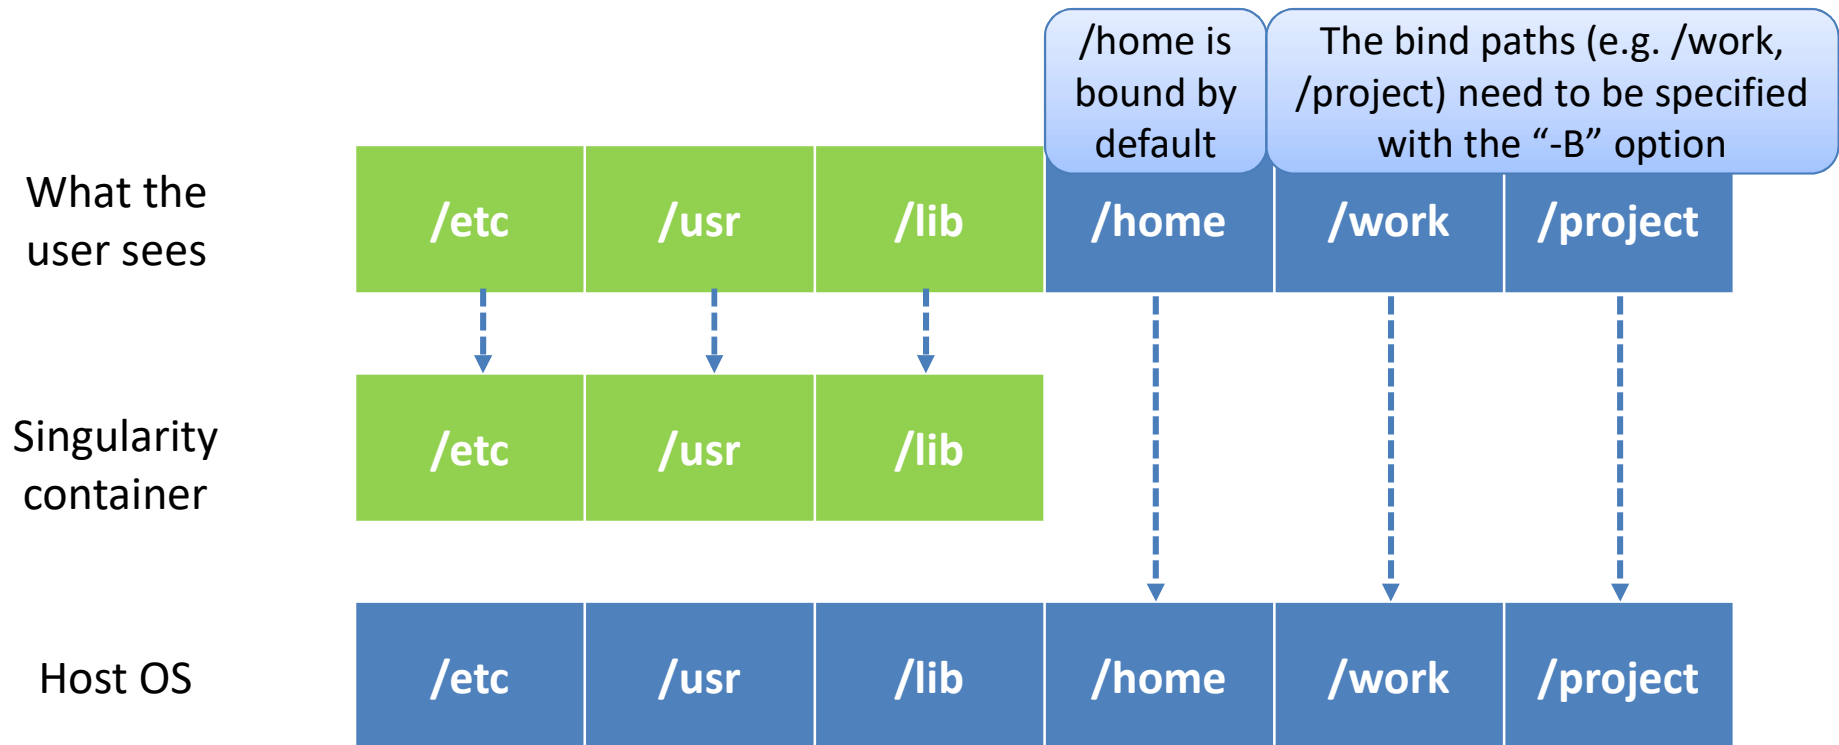 /home is
bound by
default
The bind paths (e.g. /work,
/project) need to be specified
with the “-B” option
What the
user sees
/etc /usr /lib /home /work /project
Singularity
container
/etc /usr /lib
Host OS
/etc /usr /lib /home /work /project